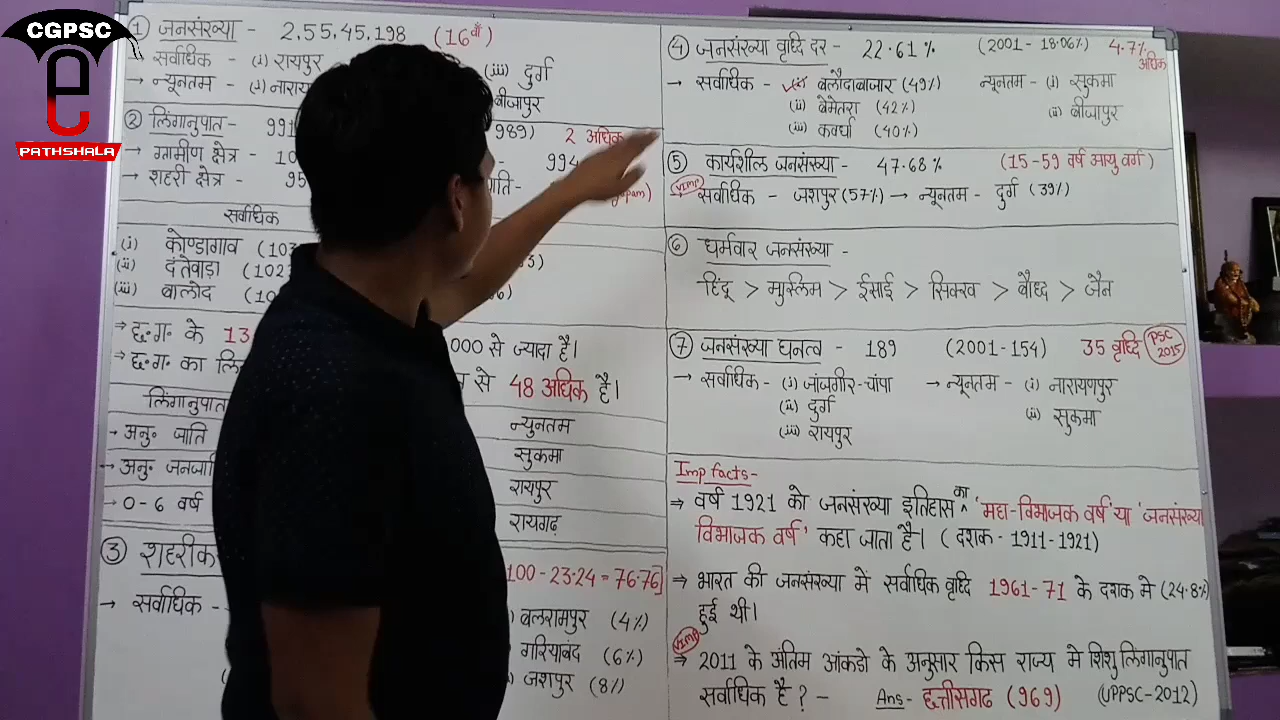 CGPSC
e
PATHSHALA
① जनसंख्या - 2.55.45.198 (16वाँ)
सर्वाधिक - (i) रायपुर (iii) दुर्ग
→ न्यूनतम - (i) नाराय बीजापुर
② लिंगानुपात - 991 989) 2 अधिक
→ ग्रामीण क्षेत्र - 10 - 994
→ शहरी क्षेत्र - 95
सर्वाधिक
(i) कोण्डागाव (103
(ii) दंतेवाड़ा (102
(iii) बालोद (10
→ छ॰ग॰ के 13 000 से ज्यादा है।
→ छ॰ग॰ का लि से 48 अधिक है।
लिंगानुपात न्युनतम
→ अनु॰ जाति सुकमा
→ अनु॰ जनजा रायपुर
→ 0-6 वर्ष रायगढ़
③ शहरीक 100-23.24 = 76.76]
→ सर्वाधिक - बलरामपुर (4%)
गरियाबंद (6%)
जशपुर (8%)
④ जनसंख्या वृध्दि दर - 22.61% (2001 - 18.06%) 4.7% अधिक
→ सर्वाधिक - (i) बलौदाबाजार (49%) न्यूनतम - (i) सुकमा
(ii) बेमेतरा (42%) (ii) बीजापुर
(iii) कवर्धा (40%)
⑤ कार्यशील जनसंख्या - 47.68% (15-59 वर्ष आयु वर्ग)
VIMP
→ सर्वाधिक - जशपुर (57%) → न्यूनतम - दुर्ग (39%)
⑥ धर्मवार जनसंख्या -
हिंदू > मुस्लिम > ईसाई > सिक्ख > बौध्द > जैन
⑦ जनसंख्या घनत्व - 189 (2001-154) 35 वृध्दि PSC 2015
→ सर्वाधिक - (i) जांजगीर-चांपा → न्यूनतम - (i) नारायणपुर
(ii) दुर्ग (ii) सुकमा
(iii) रायपुर
Imp facts-
⇒ वर्ष 1921 को जनसंख्या इतिहास का 'महा-विभाजक वर्ष' या 'जनसंख्या
विभाजक वर्ष' कहा जाता है। (दशक - 1911-1921)
⇒ भारत की जनसंख्या में सर्वाधिक वृध्दि 1961-71 के दशक मे (24.8%)
हुई थी।
VIMP
⇒ 2011 के अंतिम आंकडो के अनुसार किस राज्य मे शिशु लिंगानुपात
सर्वाधिक है ? - Ans- छत्तीसगढ (969) (UPPSC-2012)